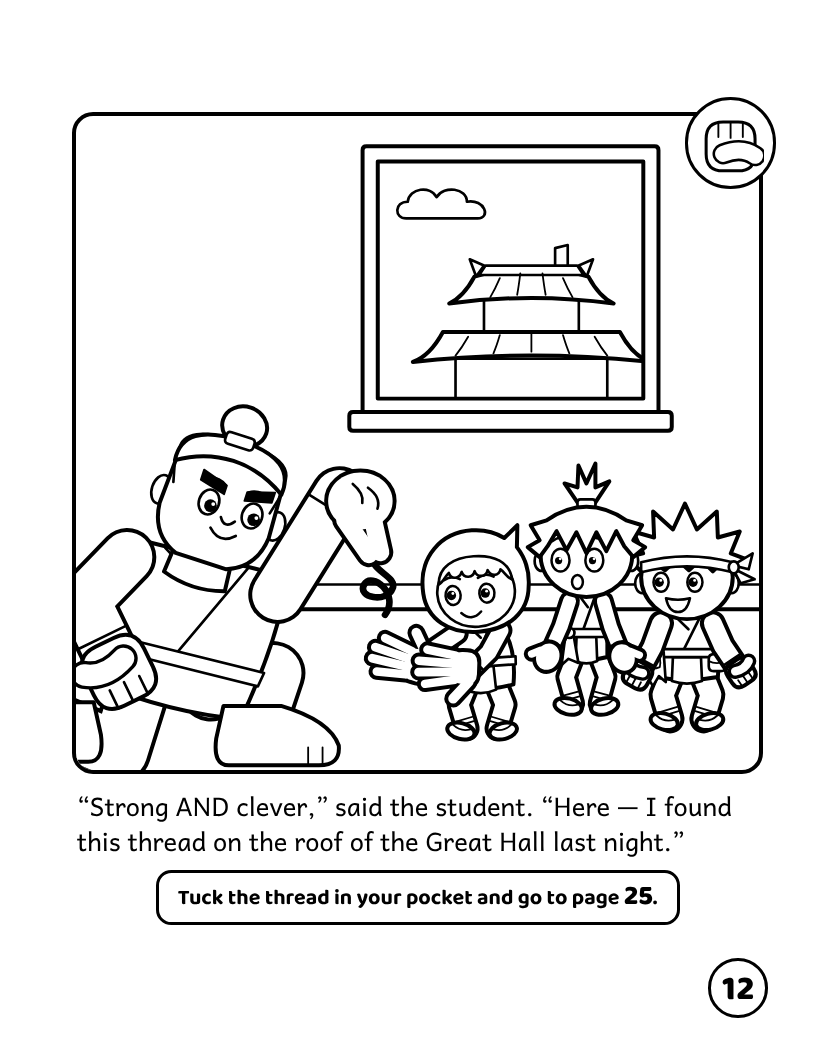 “Strong AND clever,” said the student. “Here — I found
this thread on the roof of the Great Hall last night.”
Tuck the thread in your pocket and go to page 25.
12